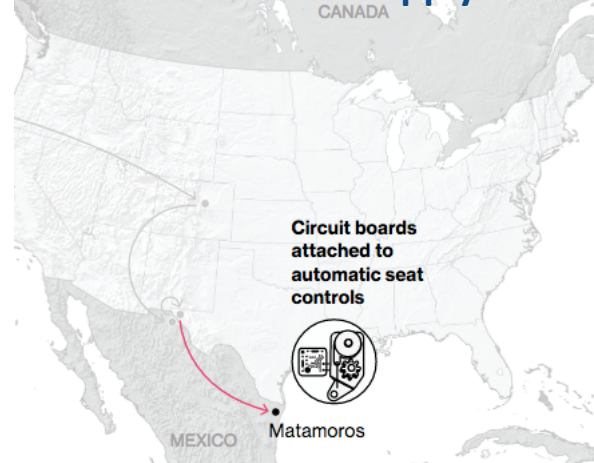 CANADA
Circuit boards
attached to
automatic seat
controls
Matamoros
MEXICO